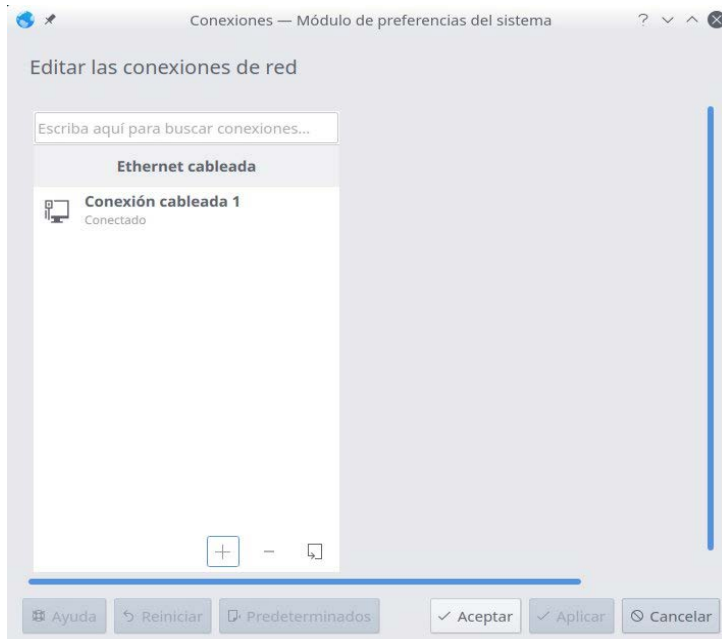 Conexiones — Módulo de preferencias del sistema
Editar las conexiones de red
Escriba aquí para buscar conexiones...
Ethernet cableada
Conexión cableada 1
Conectado
Ayuda Reiniciar Predeterminados Aceptar Aplicar Cancelar